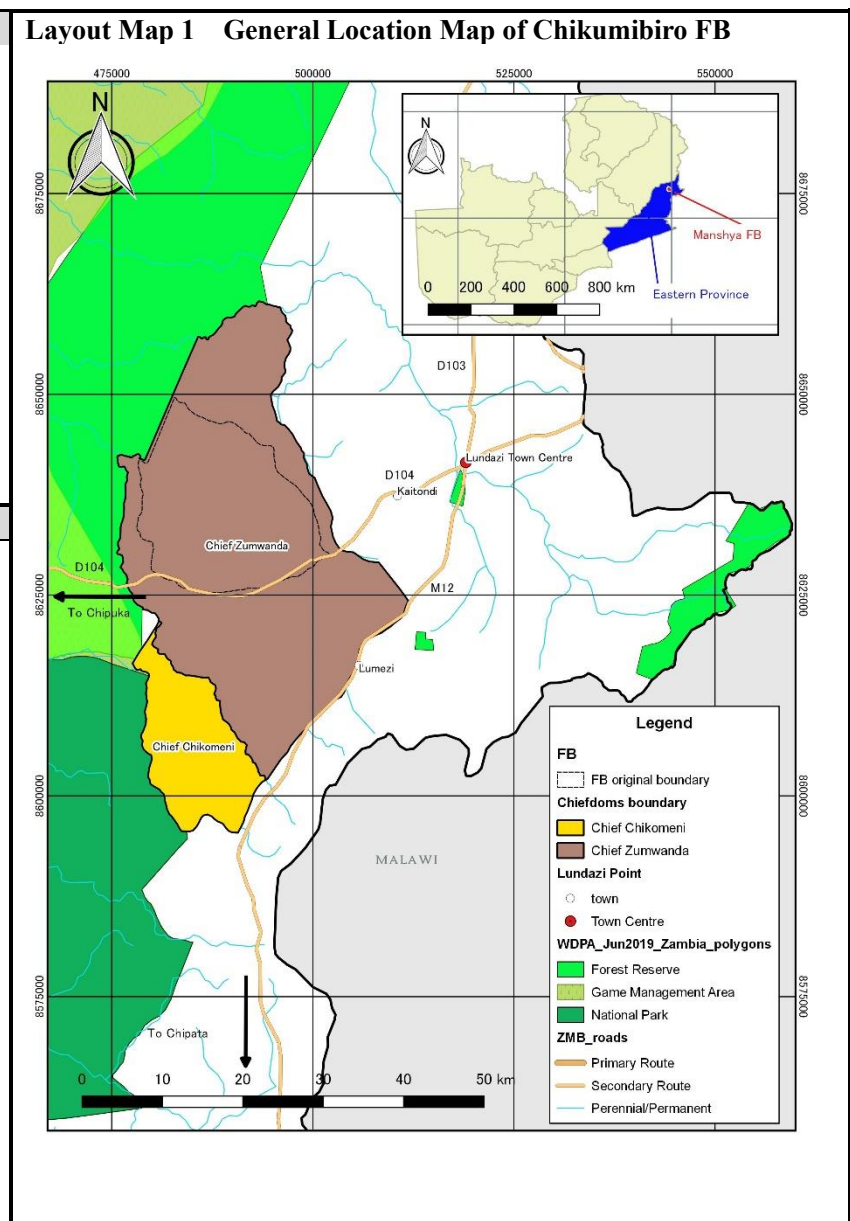 Layout Map 1 General Location Map of Chikumibiro FB
475000
500000
525000
550000
N
N
8675000
8675000
Manshya FB
0 200 400 600 800 km
Eastern Province
D103
8650000
8650000
Lundazi Town Centre
D104
Kaitondi
Chief Zumwanda
D104
M12
8625000
8625000
To Chipuka
Lumezi
Chief Chikomeni
8600000
8600000
MALAWI
8575000
8575000
To Chipata
0 10 20 30 40 50 km
Legend
FB
FB original boundary
Chiefdoms boundary
Chief Chikomeni
Chief Zumwanda
Lundazi Point
town
Town Centre
WDPA_Jun2019_Zambia_polygons
Forest Reserve
Game Management Area
National Park
ZMB_roads
Primary Route
Secondary Route
Perennial/Permanent